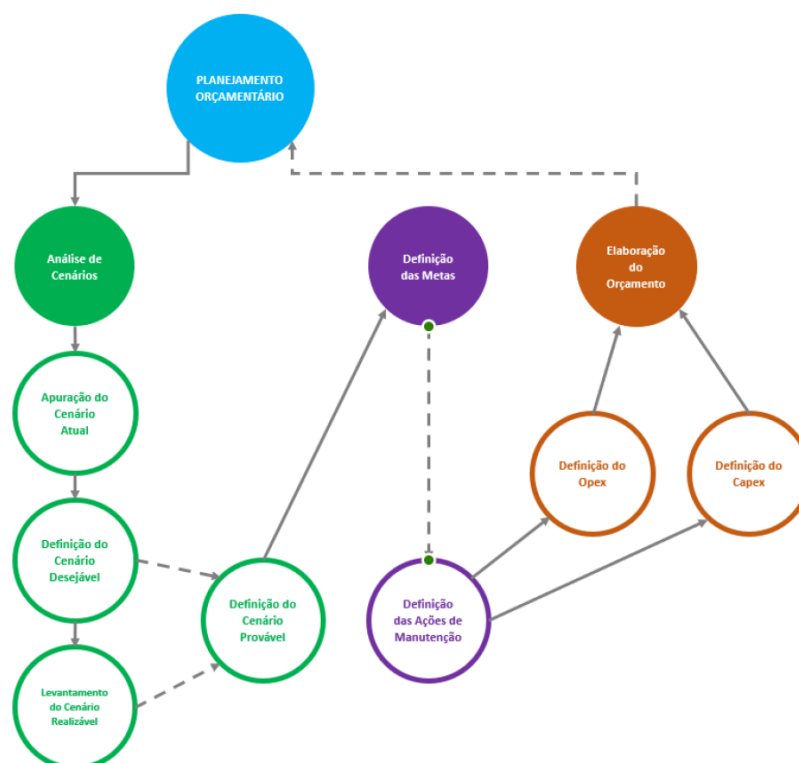 PLANEJAMENTO
ORÇAMENTÁRIO
Análise de
Cenários
Definição
das Metas
Elaboração
do
Orçamento
Apuração do
Cenário
Atual
Definição do
Opex
Definição do
Capex
Definição do
Cenário
Desejável
Definição do
Cenário
Provável
Definição
das Ações de
Manutenção
Levantamento
do Cenário
Realizável